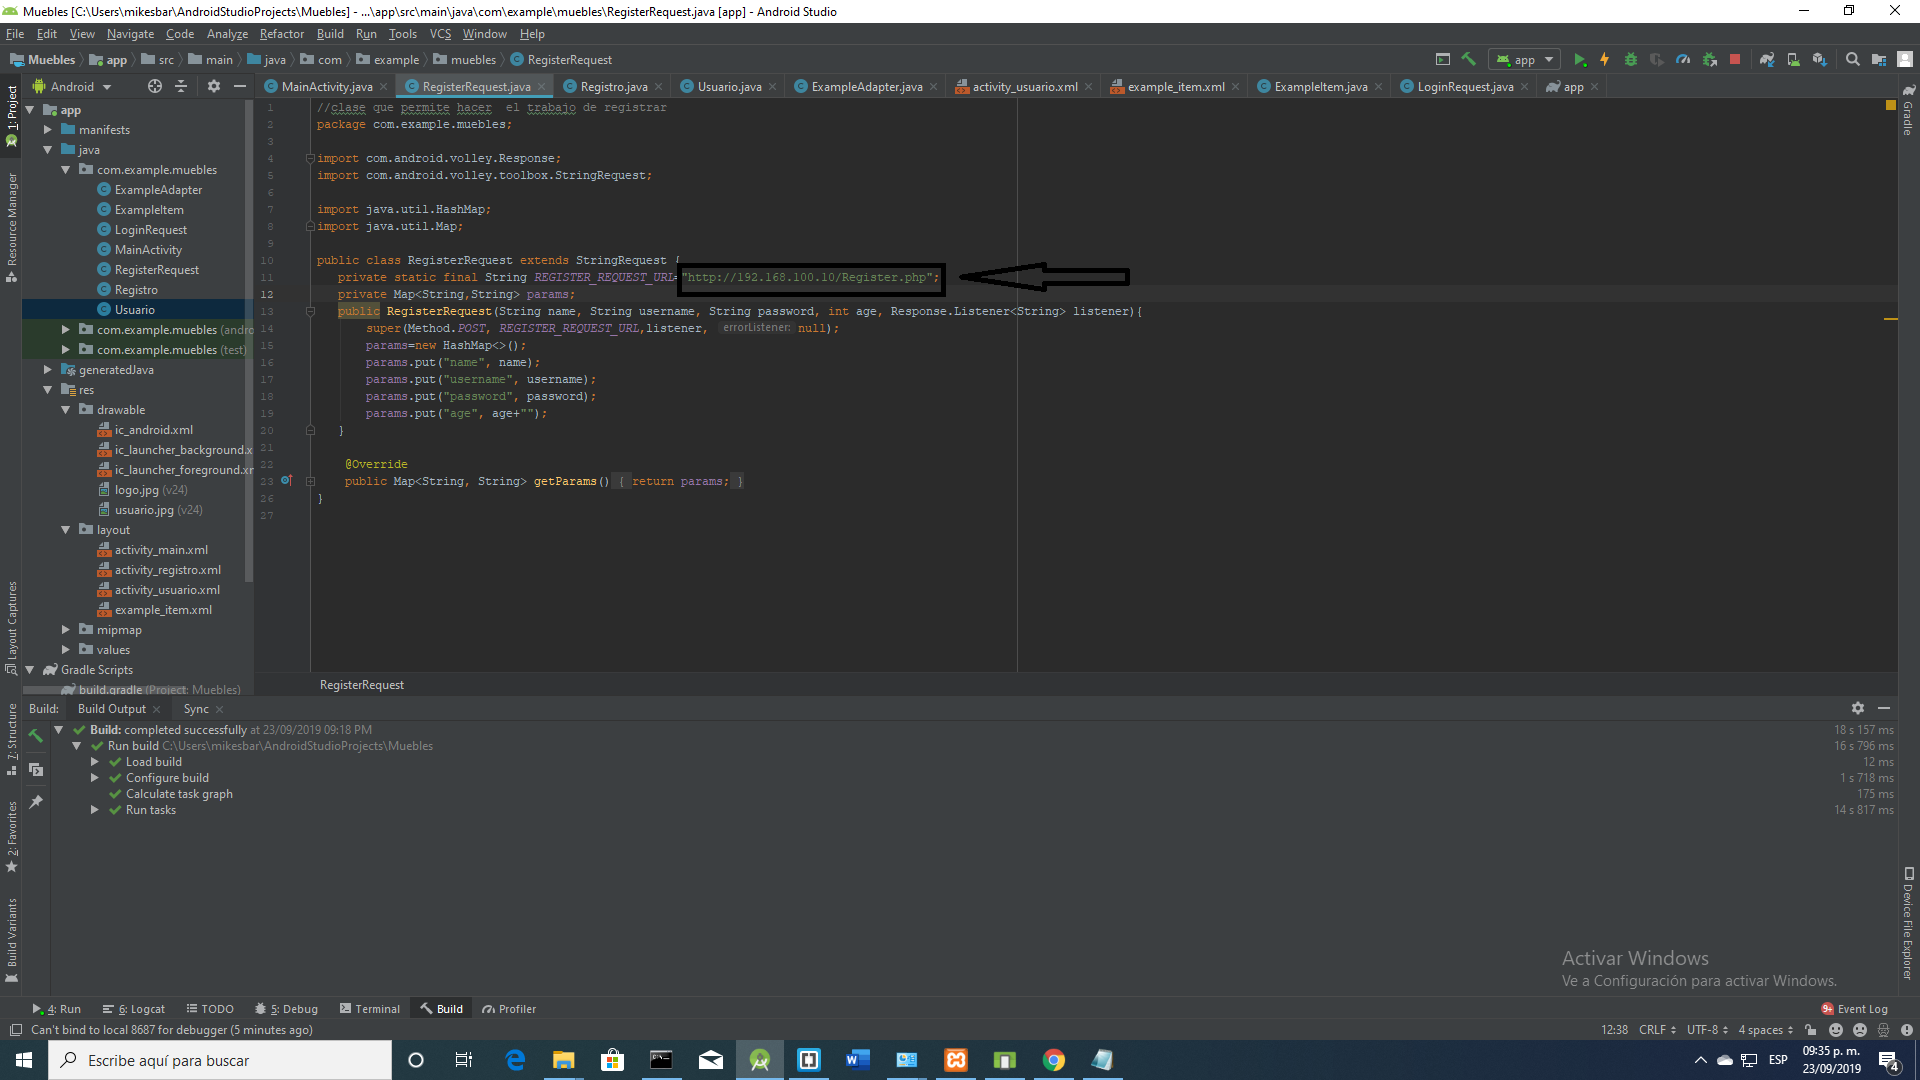 Muebles [C:\Users\mikesbar\AndroidStudioProjects\Muebles] - ...\app\src\main\java\com\example\muebles\RegisterRequest.java [app] - Android Studio
File Edit View Navigate Code Analyze Refactor Build Run Tools VCS Window Help
Muebles app src main java com example muebles RegisterRequest
app
Android
MainActivity.java RegisterRequest.java Registro.java Usuario.java ExampleAdapter.java activity_usuario.xml example_item.xml ExampleItem.java LoginRequest.java app
1: Project
Resource Manager
Layout Captures
7: Structure
2: Favorites
Build Variants
app
manifests
java
com.example.muebles
ExampleAdapter
ExampleItem
LoginRequest
MainActivity
RegisterRequest
Registro
Usuario
com.example.muebles (andro
com.example.muebles (test)
generatedJava
res
drawable
ic_android.xml
ic_launcher_background.x
ic_launcher_foreground.xr
logo.jpg (v24)
usuario.jpg (v24)
layout
activity_main.xml
activity_registro.xml
activity_usuario.xml
example_item.xml
mipmap
values
Gradle Scripts
build.gradle (Project: Muebles)
1 //clase que permite hacer  el trabajo de registrar
2 package com.example.muebles;
3
4 import com.android.volley.Response;
5 import com.android.volley.toolbox.StringRequest;
6
7 import java.util.HashMap;
8 import java.util.Map;
9
10 public class RegisterRequest extends StringRequest {
11 private static final String REGISTER_REQUEST_URL="http://192.168.100.10/Register.php";
12 private Map<String,String> params;
13 public RegisterRequest(String name, String username, String password, int age, Response.Listener<String> listener){
14 super(Method.POST, REGISTER_REQUEST_URL,listener, errorListener: null);
15 params=new HashMap<>();
16 params.put("name", name);
17 params.put("username", username);
18 params.put("password", password);
19 params.put("age", age+"");
20 }
21
22 @Override
23 public Map<String, String> getParams() { return params; }
26 }
27
RegisterRequest
Gradle
Device File Explorer
Build: Build Output Sync
Build: completed successfully at 23/09/2019 09:18 PM 18 s 157 ms
Run build C:\Users\mikesbar\AndroidStudioProjects\Muebles 16 s 796 ms
Load build 12 ms
Configure build 1 s 718 ms
Calculate task graph 175 ms
Run tasks 14 s 817 ms
Activar Windows
Ve a Configuración para activar Windows.
4: Run 6: Logcat TODO 5: Debug Terminal Build Profiler 9+ Event Log
Can't bind to local 8687 for debugger (5 minutes ago) 12:38 CRLF UTF-8 4 spaces
Escribe aquí para buscar
ESP
09:35 p. m.
23/09/2019
4